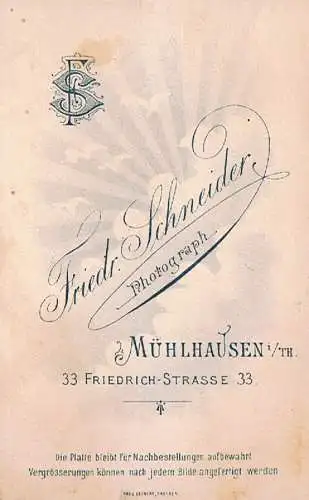 FS
Friedr. Schneider
Photograph.
MÜHLHAUSEN i/TH.
33 FRIEDRICH-STRASSE 33.
Die Platte bleibt für Nachbestellungen aufbewahrt
Vergrösserungen können nach jedem Bilde angefertigt werden